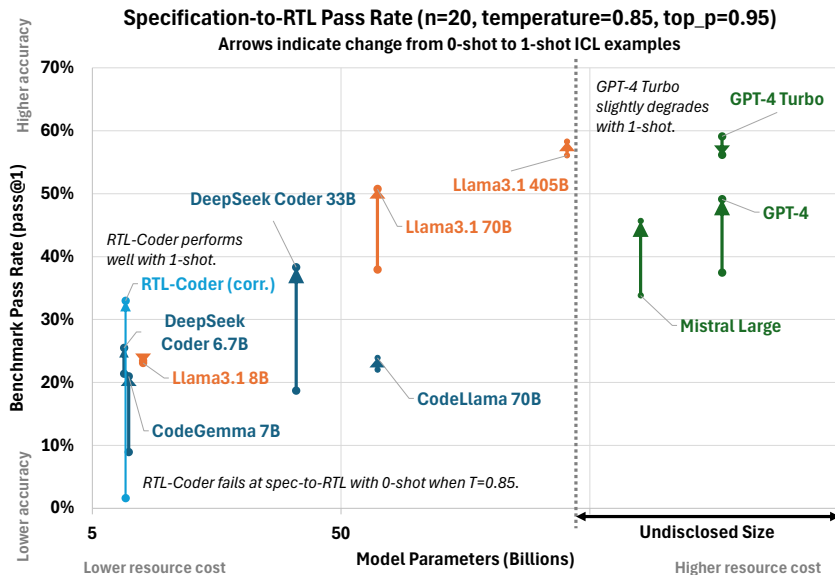 Specification-to-RTL Pass Rate (n=20, temperature=0.85, top_p=0.95)
Arrows indicate change from 0-shot to 1-shot ICL examples
Higher accuracy
Lower accuracy
Benchmark Pass Rate (pass@1)
70%
60%
50%
40%
30%
20%
10%
0%
GPT-4 Turbo
slightly degrades
with 1-shot.
GPT-4 Turbo
Llama3.1 405B
DeepSeek Coder 33B
Llama3.1 70B
GPT-4
RTL-Coder performs
well with 1-shot.
RTL-Coder (corr.)
DeepSeek
Coder 6.7B
Mistral Large
Llama3.1 8B
CodeLlama 70B
CodeGemma 7B
RTL-Coder fails at spec-to-RTL with 0-shot when T=0.85.
5
50
Undisclosed Size
Model Parameters (Billions)
Lower resource cost
Higher resource cost